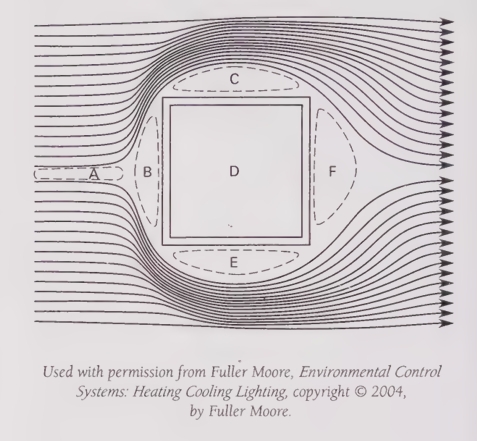 C
A
B
D
F
E
Used with permission from Fuller Moore, Environmental Control
Systems: Heating Cooling Lighting, copyright © 2004,
by Fuller Moore.